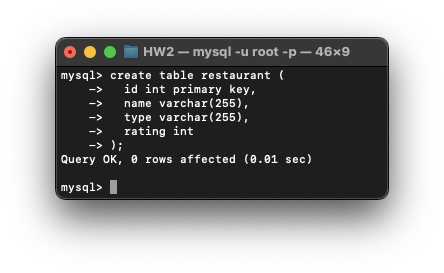 HW2 — mysql -u root -p — 46×9
mysql> create table restaurant (
    ->   id int primary key,
    ->   name varchar(255),
    ->   type varchar(255),
    ->   rating int
    -> );
Query OK, 0 rows affected (0.01 sec)
mysql>